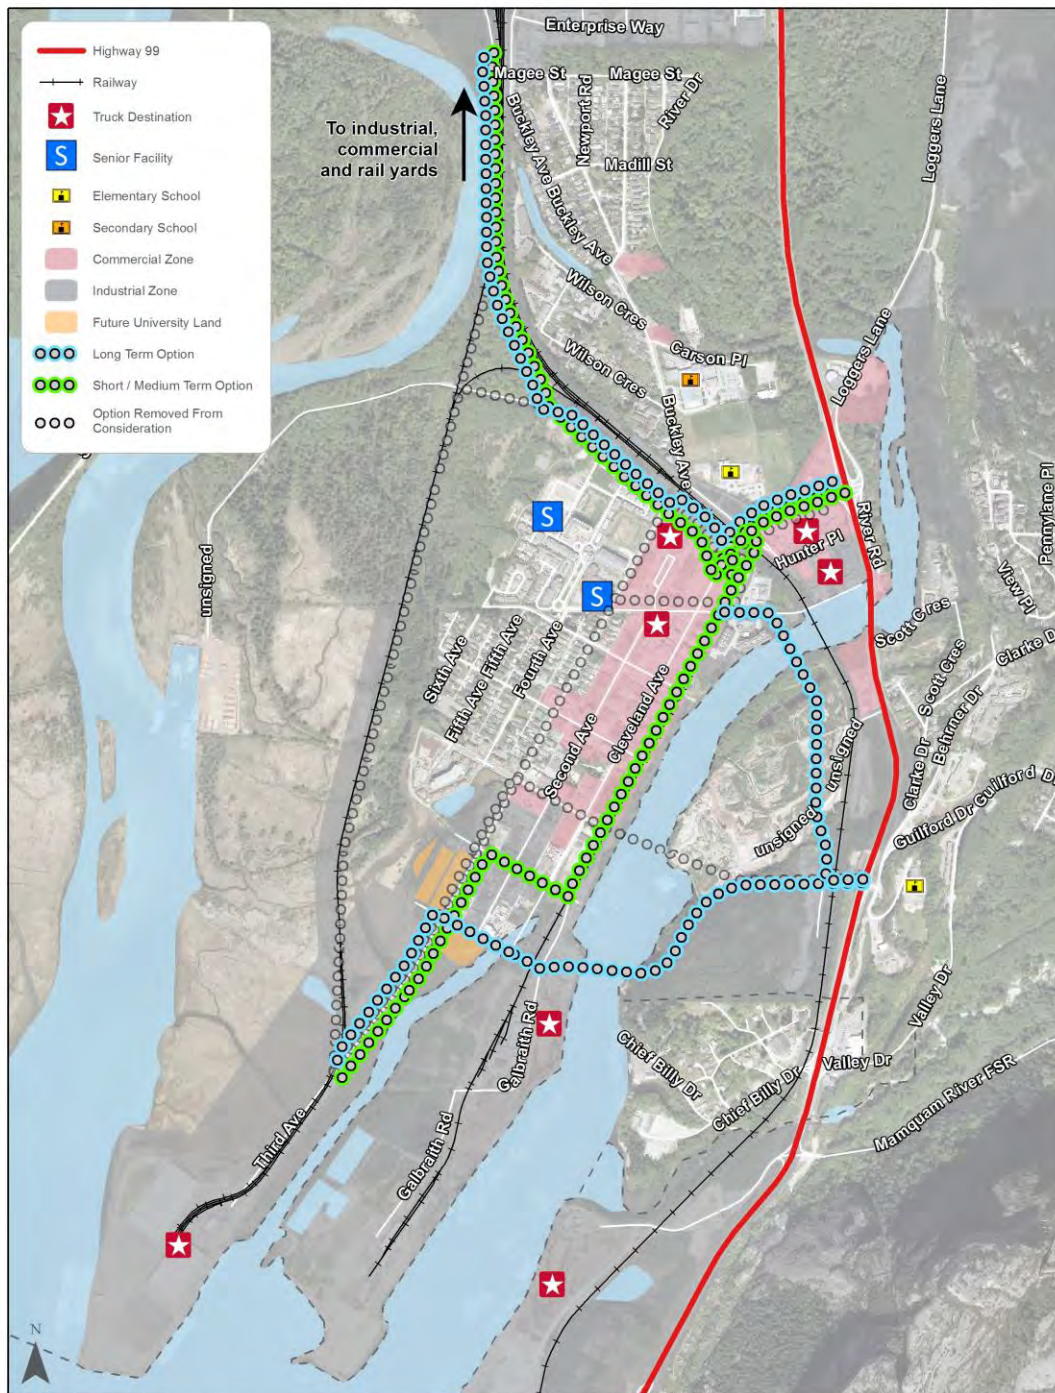 Highway 99
Railway
Truck Destination
S
Senior Facility
Elementary School
Secondary School
Commercial Zone
Industrial Zone
Future University Land
Long Term Option
Short / Medium Term Option
Option Removed From
Consideration
To industrial,
commercial
and rail yards
Enterprise Way
Magee St
Magee St
Newport Rd
River Dr
Madill St
Buckley Ave
Buckley Ave
Loggers Lane
Wilson Cres
Wilson Cres
Carson Pl
Loggers Lane
Buckley Ave
unsigned
S
S
Hunter Pl
River Rd
Pennylane Pl
View Pl
Scott Cres
Scott Cres
Clarke D
Sixth Ave
Fifth Ave
Fifth Ave
Fourth Ave
Second Ave
Cleveland Ave
unsigned
unsigned
Clarke Dr
Behrner Dr
Guilford Dr
Guilford D
Galbraith Rd
Galbraith Rd
Chief Billy Dr
Chief Billy Dr
Valley Dr
Valley Dr
Mamquam River FSR
Third Ave
N